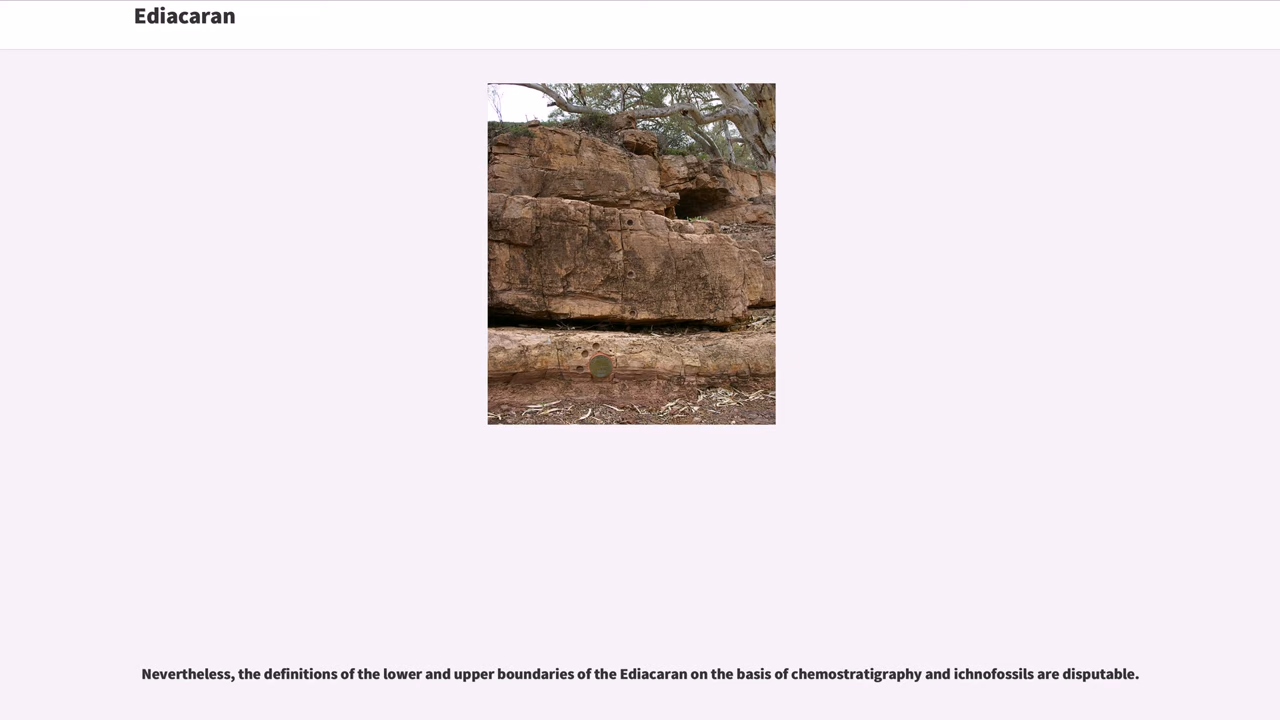 Ediacaran
Nevertheless, the definitions of the lower and upper boundaries of the Ediacaran on the basis of chemostratigraphy and ichnofossils are disputable.